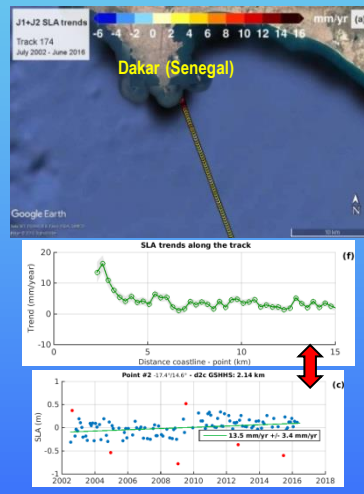 J1+J2 SLA trends
mm/yr (a)
-6 -4 -2 0 2 4 6 8 10 12 14 16
Track 174
July 2002 - June 2016
Dakar (Senegal)
Google Earth
N
10 km
SLA trends along the track
(f)
Trend (mm/year)
20
10
0
-10
0 5 10 15
Distance coastline - point (km)
Point #2 -17.4°/14.6° - d2c GSHHS: 2.14 km
(c)
SLA (m)
1
0.5
0
-0.5
-1
13.5 mm/yr +/- 3.4 mm/yr
2002 2004 2006 2008 2010 2012 2014 2016 2018